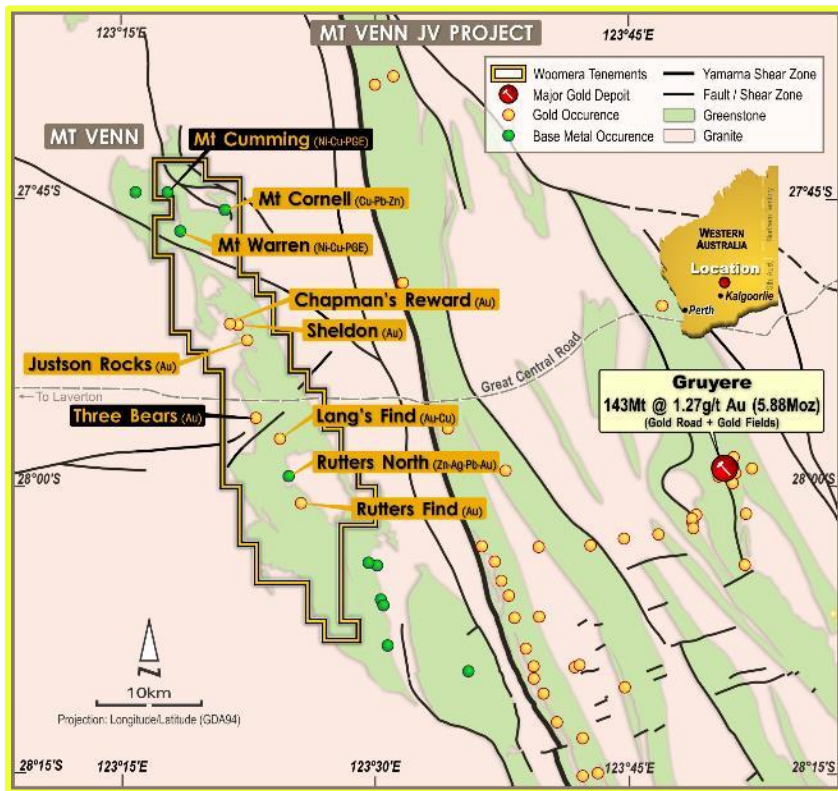 MT VENN JV PROJECT
123°15'E
123°45'E
Woomera Tenements
Major Gold Depoit
Gold Occurence
Base Metal Occurence
Yamarna Shear Zone
Fault / Shear Zone
Greenstone
Granite
MT VENN
Mt Cumming (Ni-Cu-PGE)
27°45'S
27°45'S
Mt Cornell (Cu-Pb-Zn)
Mt Warren (Ni-Cu-PGE)
WESTERN
AUSTRALIA
Location
Kalgoorlie
Perth
Northern Territory
Chapman's Reward (Au)
Sheldon (Au)
Justson Rocks (Au)
Great Central Road
To Laverton
Three Bears (Au)
Lang's Find (Au-Cu)
Gruyere
143Mt @ 1.27g/t Au (5.88Moz)
(Gold Road + Gold Fields)
Rutters North (Zn-Ag-Pb-Au)
28°00'S
28°00'S
Rutters Find (Au)
N
10km
Projection: Longitude/Latitude (GDA94)
28°15'S
123°15'E
123°30'E
123°45'E
28°15'S